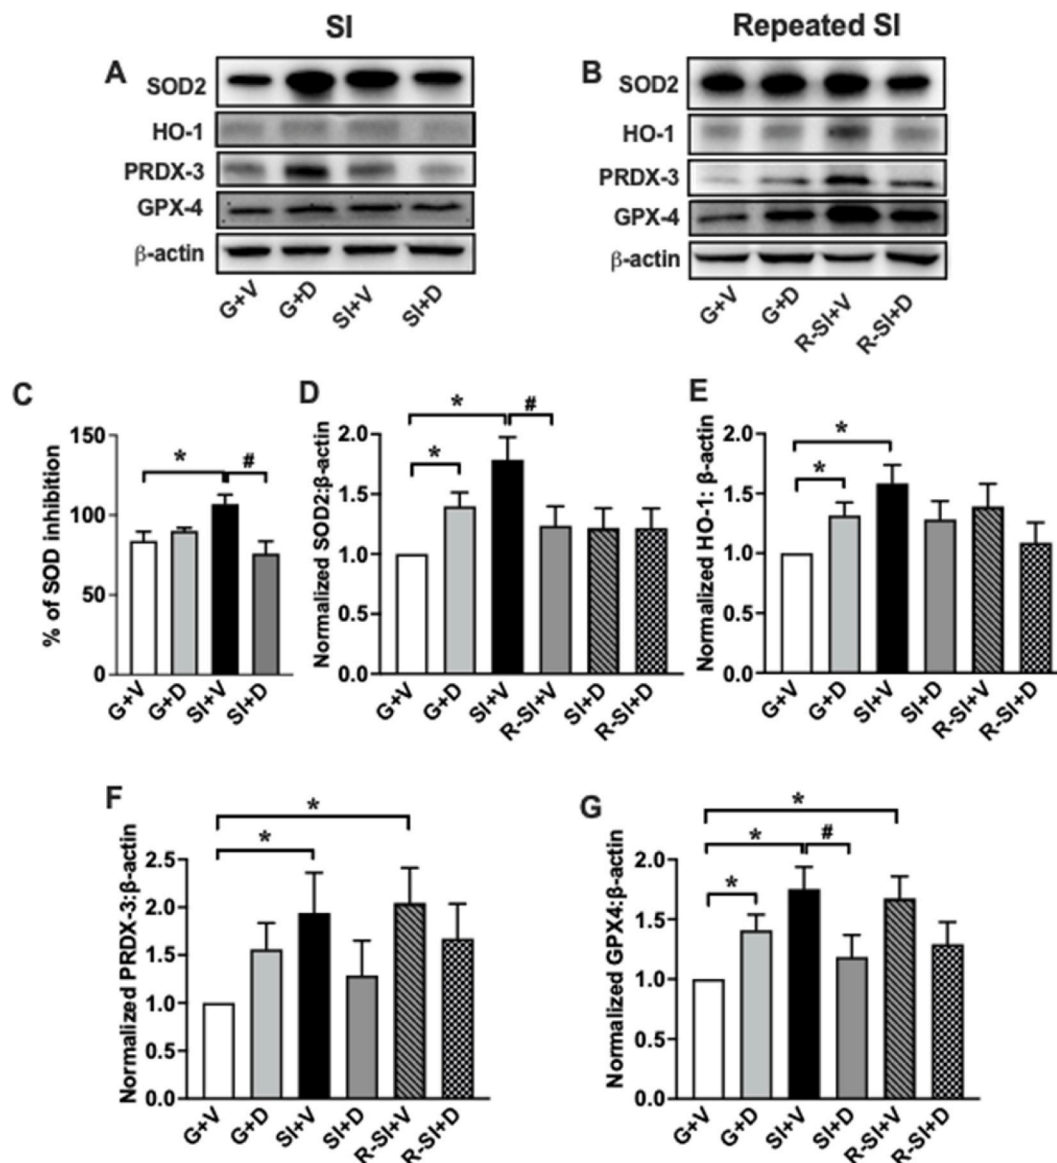 SI
Repeated SI
A
SOD2
HO-1
PRDX-3
GPX-4
β-actin
G+V
G+D
SI+V
SI+D
B
SOD2
HO-1
PRDX-3
GPX-4
β-actin
G+V
G+D
R-SI+V
R-SI+D
C
% of SOD inhibition
150
100
50
0
*
#
G+V
G+D
SI+V
SI+D
D
Normalized SOD2:β-actin
2.0
1.5
1.0
0.5
0.0
*
*
#
G+V
G+D
SI+V
R-SI+V
SI+D
R-SI+D
E
Normalized HO-1: β-actin
2.0
1.5
1.0
0.5
0.0
*
*
G+V
G+D
SI+V
SI+D
R-SI+V
R-SI+D
F
Normalized PRDX-3:β-actin
2.5
2.0
1.5
1.0
0.5
0.0
*
*
G+V
G+D
SI+V
SI+D
R-SI+V
R-SI+D
G
Normalized GPX4:β-actin
2.0
1.5
1.0
0.5
0.0
*
*
#
*
G+V
G+D
SI+V
SI+D
R-SI+V
R-SI+D